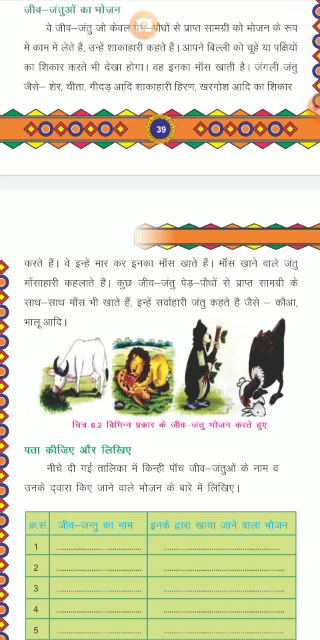 जीव–जंतुओं का भोजन
वे जीव–जंतु जो केवल पेड़–पौधों से प्राप्त सामग्री को भोजन के रूप
मे काम मे लेते हैं, उन्हें शाकाहारी कहते हैं। आपने बिल्ली को चूहे या पक्षियों
का शिकार करते भी देखा होगा। वह इनका माँस खाती है। जंगली जंतु
जैसे– शेर, चीता, गीदड़ आदि शाकाहारी हिरण, खरगोश आदि का शिकार
39
करते हैं। वे इन्हें मार कर इनका माँस खाते हैं। माँस खाने वाले जंतु
माँसाहारी कहलाते हैं। कुछ जीव–जंतु पेड़–पौधों से प्राप्त सामग्री के
साथ–साथ माँस भी खाते हैं, इन्हें सर्वाहारी जंतु कहते हैं जैसे – कौआ,
भालू आदि।
चित्र 6.2 विभिन्न प्रकार के जीव–जंतु भोजन करते हुए
पता कीजिए और लिखिए
नीचे दी गई तालिका में किन्ही पाँच जीव–जंतुओं के नाम व
उनके द्वारा किए जाने वाले भोजन के बारे में लिखिए।
क्र.सं. जीव–जन्तु का नाम इनके द्वारा खाया जाने वाला भोजन
1
2
3
4
5